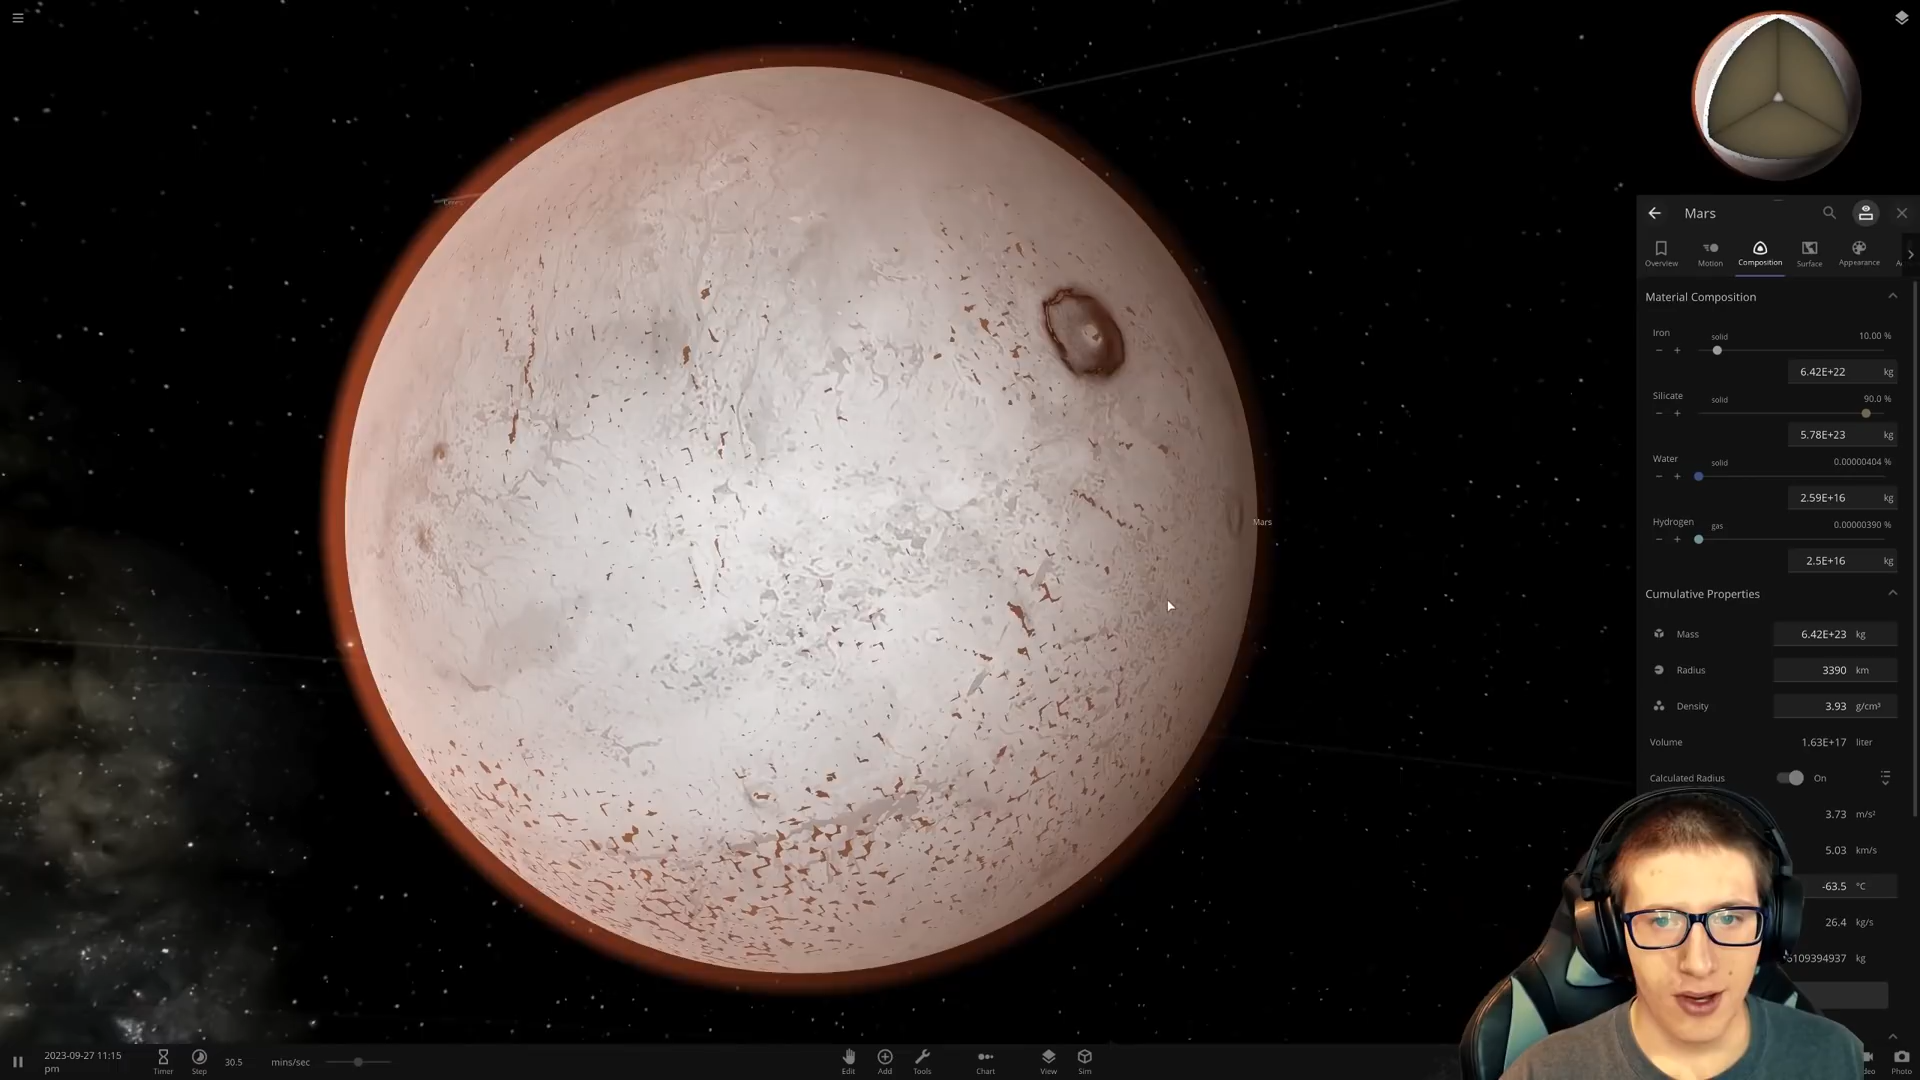 Ceres
Mars
Mars
Overview
Motion
Composition
Surface
Appearance
Material Composition
Iron
solid
10.00 %
6.42E+22 kg
Silicate
solid
90.0 %
5.78E+23 kg
Water
solid
0.00000404 %
2.59E+16 kg
Hydrogen
gas
0.00000390 %
2.5E+16 kg
Cumulative Properties
Mass 6.42E+23 kg
Radius 3390 km
Density 3.93 g/cm³
Volume 1.63E+17 liter
Calculated Radius On
3.73 m/s²
5.03 km/s
-63.5 °C
26.4 kg/s
6109394937 kg
2023-09-27 11:15
pm
Timer
Step
30.5 mins/sec
Edit
Add
Tools
Chart
View
Sim
Photo